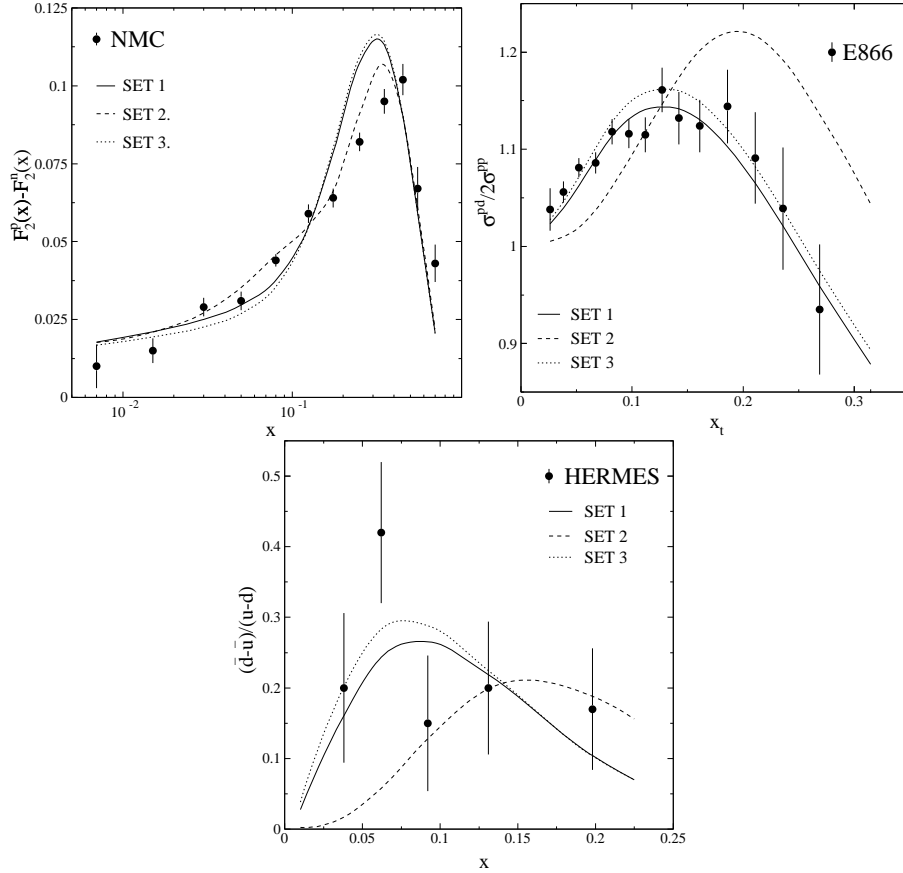 NMC
SET 1
SET 2.
SET 3.
F₂ᵖ(x)-F₂ⁿ(x)
0.125
0.1
0.075
0.05
0.025
0
10⁻²
10⁻¹
x
E866
SET 1
SET 2
SET 3
σᵖᵈ/2σᵖᵖ
1.2
1.1
1
0.9
0
0.1
0.2
0.3
x_t
HERMES
SET 1
SET 2
SET 3
(d̄-ū)/(u-d)
0.5
0.4
0.3
0.2
0.1
0
0
0.05
0.1
0.15
0.2
0.25
x